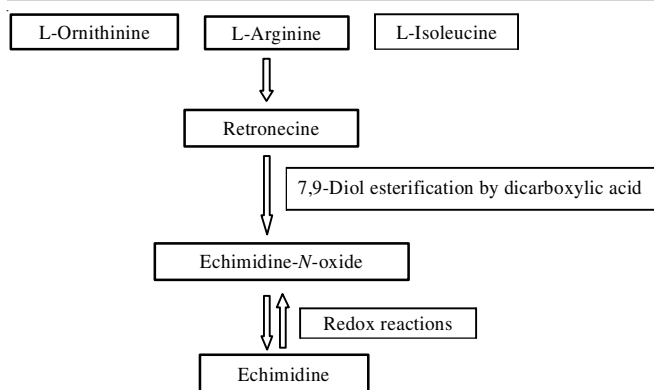 L-Ornithinine L-Arginine L-Isoleucine
Retronecine
7,9-Diol esterification by dicarboxylic acid
Echimidine-N-oxide
Redox reactions
Echimidine